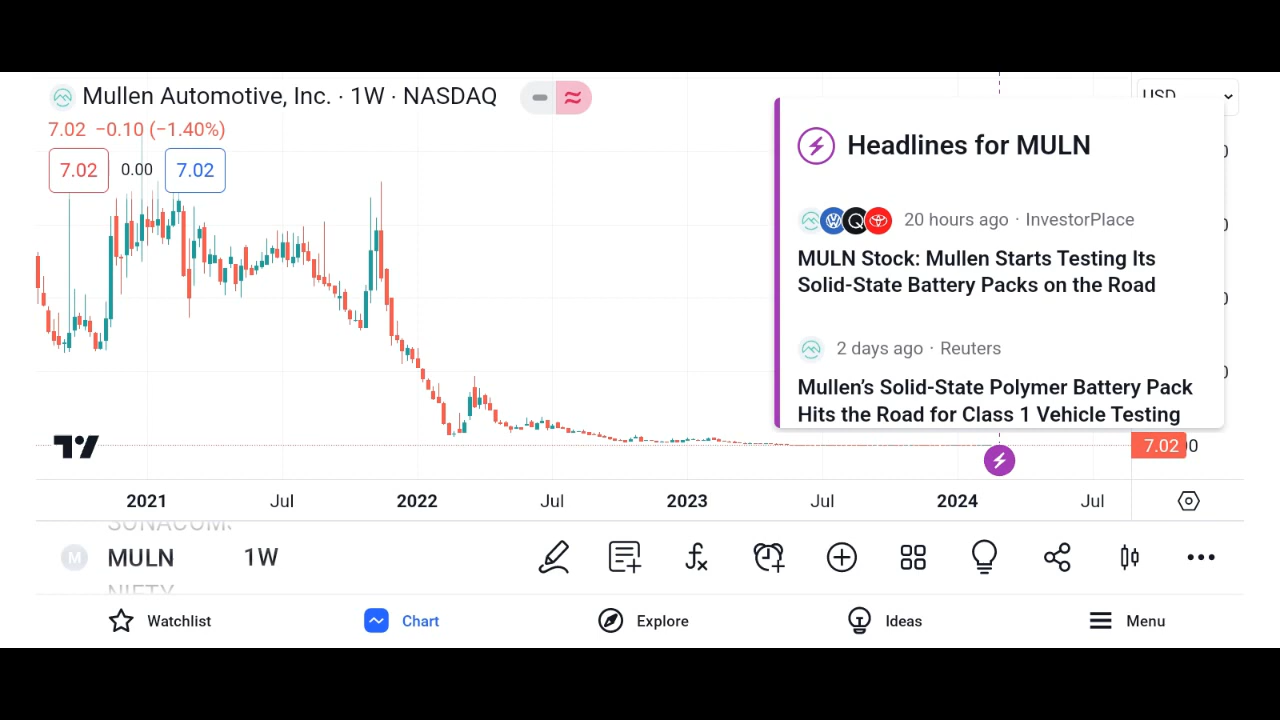 Mullen Automotive, Inc. · 1W · NASDAQ
7.02 −0.10 (−1.40%)
7.02 0.00 7.02
USD
Headlines for MULN
20 hours ago · InvestorPlace
MULN Stock: Mullen Starts Testing Its
Solid-State Battery Packs on the Road
2 days ago · Reuters
Mullen's Solid-State Polymer Battery Pack
Hits the Road for Class 1 Vehicle Testing
7.02
2021 Jul 2022 Jul 2023 Jul 2024 Jul
M MULN 1W
NIFTY
Watchlist Chart Explore Ideas Menu